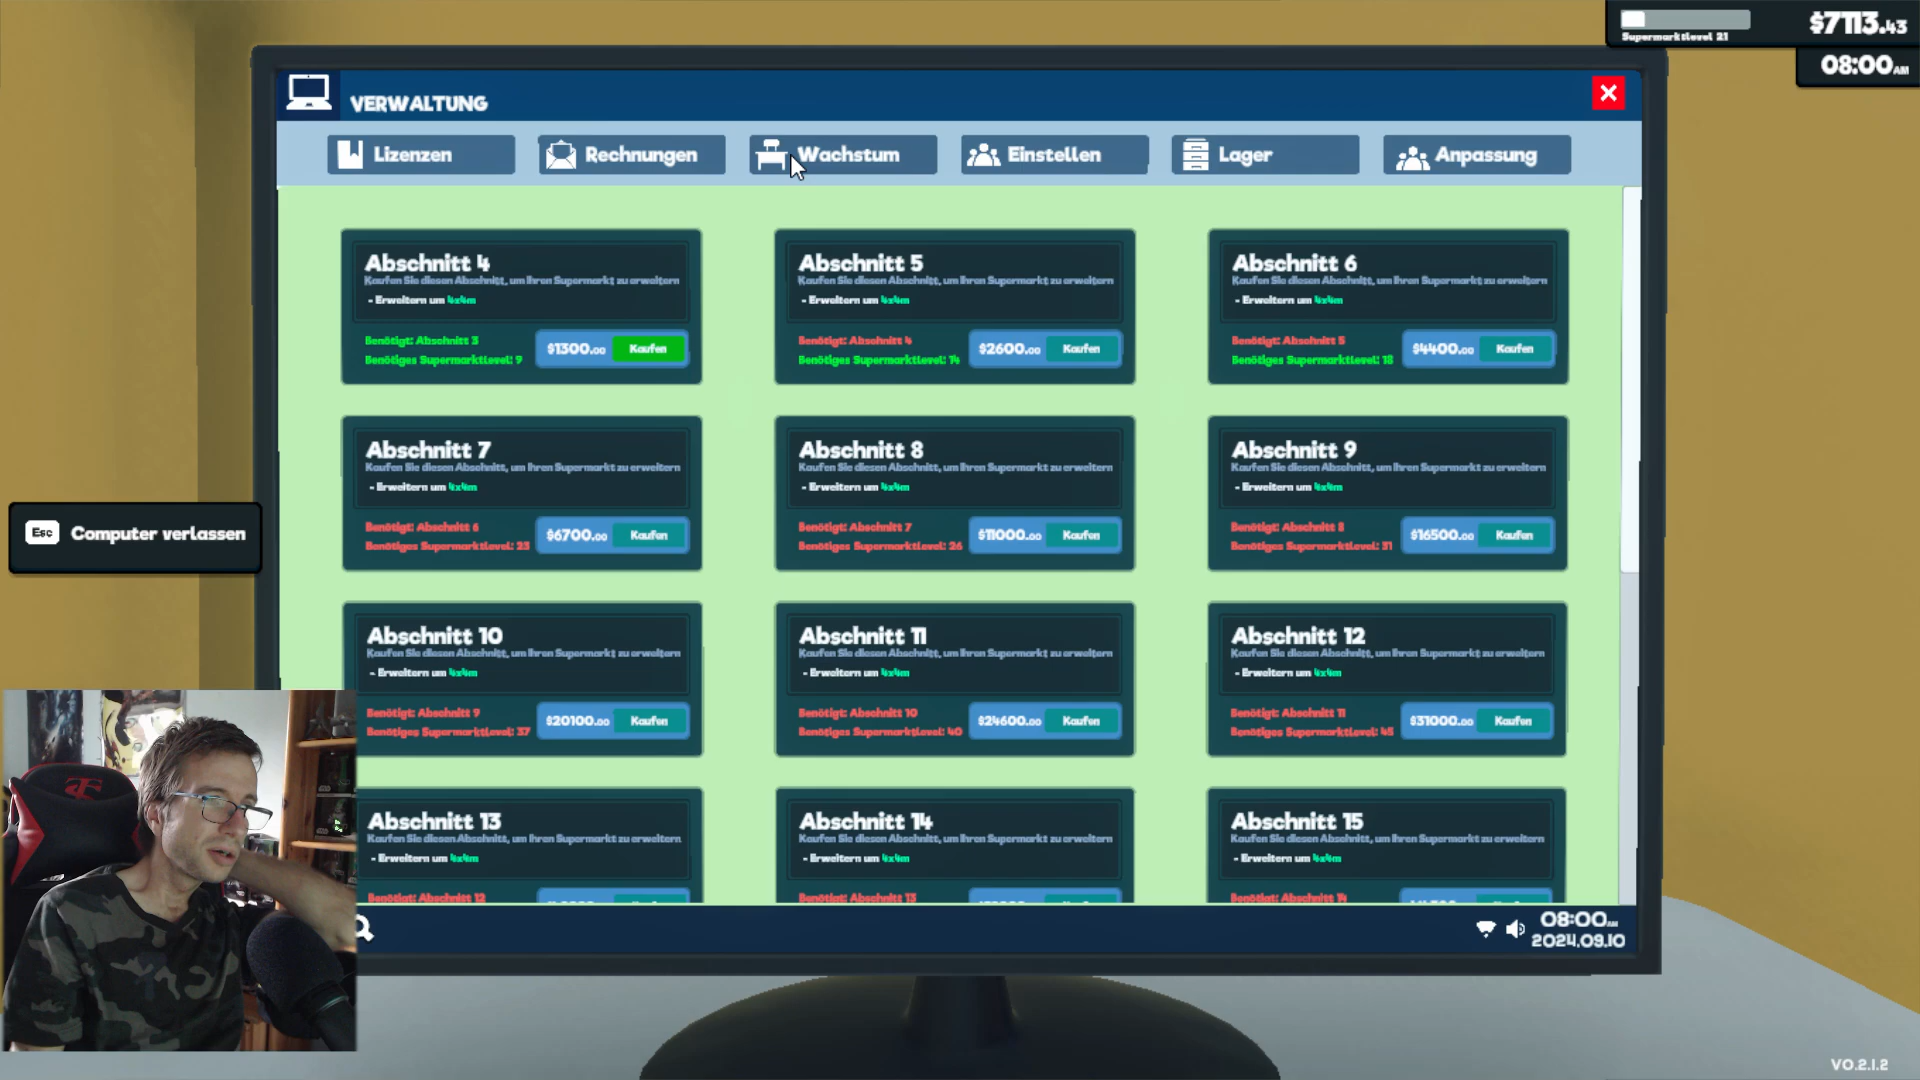 $7113.43
Supermarktlevel 21
08:00AM
VERWALTUNG
Lizenzen
Rechnungen
Wachstum
Einstellen
Lager
Anpassung
Abschnitt 4
Kaufen Sie diesen Abschnitt, um Ihren Supermarkt zu erweitern
- Erweitern um 4x4m
Benötigt: Abschnitt 3
Benötiges Supermarktlevel: 9
$1300.00
Kaufen
Abschnitt 5
Kaufen Sie diesen Abschnitt, um Ihren Supermarkt zu erweitern
- Erweitern um 4x4m
Benötigt: Abschnitt 4
Benötiges Supermarktlevel: 14
$2600.00
Kaufen
Abschnitt 6
Kaufen Sie diesen Abschnitt, um Ihren Supermarkt zu erweitern
- Erweitern um 4x4m
Benötigt: Abschnitt 5
Benötiges Supermarktlevel: 18
$4400.00
Kaufen
Abschnitt 7
Kaufen Sie diesen Abschnitt, um Ihren Supermarkt zu erweitern
- Erweitern um 4x4m
Benötigt: Abschnitt 6
Benötiges Supermarktlevel: 23
$6700.00
Kaufen
Abschnitt 8
Kaufen Sie diesen Abschnitt, um Ihren Supermarkt zu erweitern
- Erweitern um 4x4m
Benötigt: Abschnitt 7
Benötiges Supermarktlevel: 26
$11000.00
Kaufen
Abschnitt 9
Kaufen Sie diesen Abschnitt, um Ihren Supermarkt zu erweitern
- Erweitern um 4x4m
Benötigt: Abschnitt 8
Benötiges Supermarktlevel: 31
$16500.00
Kaufen
Esc Computer verlassen
Abschnitt 10
Kaufen Sie diesen Abschnitt, um Ihren Supermarkt zu erweitern
- Erweitern um 4x4m
Benötigt: Abschnitt 9
Benötiges Supermarktlevel: 37
$20100.00
Kaufen
Abschnitt 11
Kaufen Sie diesen Abschnitt, um Ihren Supermarkt zu erweitern
- Erweitern um 4x4m
Benötigt: Abschnitt 10
Benötiges Supermarktlevel: 40
$24600.00
Kaufen
Abschnitt 12
Kaufen Sie diesen Abschnitt, um Ihren Supermarkt zu erweitern
- Erweitern um 4x4m
Benötigt: Abschnitt 11
Benötiges Supermarktlevel: 45
$31000.00
Kaufen
Abschnitt 13
Kaufen Sie diesen Abschnitt, um Ihren Supermarkt zu erweitern
- Erweitern um 4x4m
Benötigt: Abschnitt 12
Abschnitt 14
Kaufen Sie diesen Abschnitt, um Ihren Supermarkt zu erweitern
- Erweitern um 4x4m
Benötigt: Abschnitt 13
Abschnitt 15
Kaufen Sie diesen Abschnitt, um Ihren Supermarkt zu erweitern
- Erweitern um 4x4m
Benötigt: Abschnitt 14
08:00AM
2024.09.10
V0.2.1.2